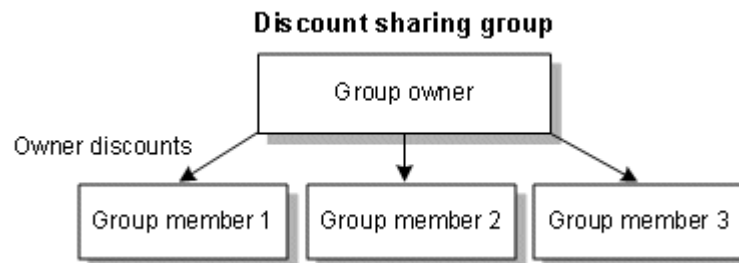 Discount sharing group
Group owner
Owner discounts
Group member 1
Group member 2
Group member 3